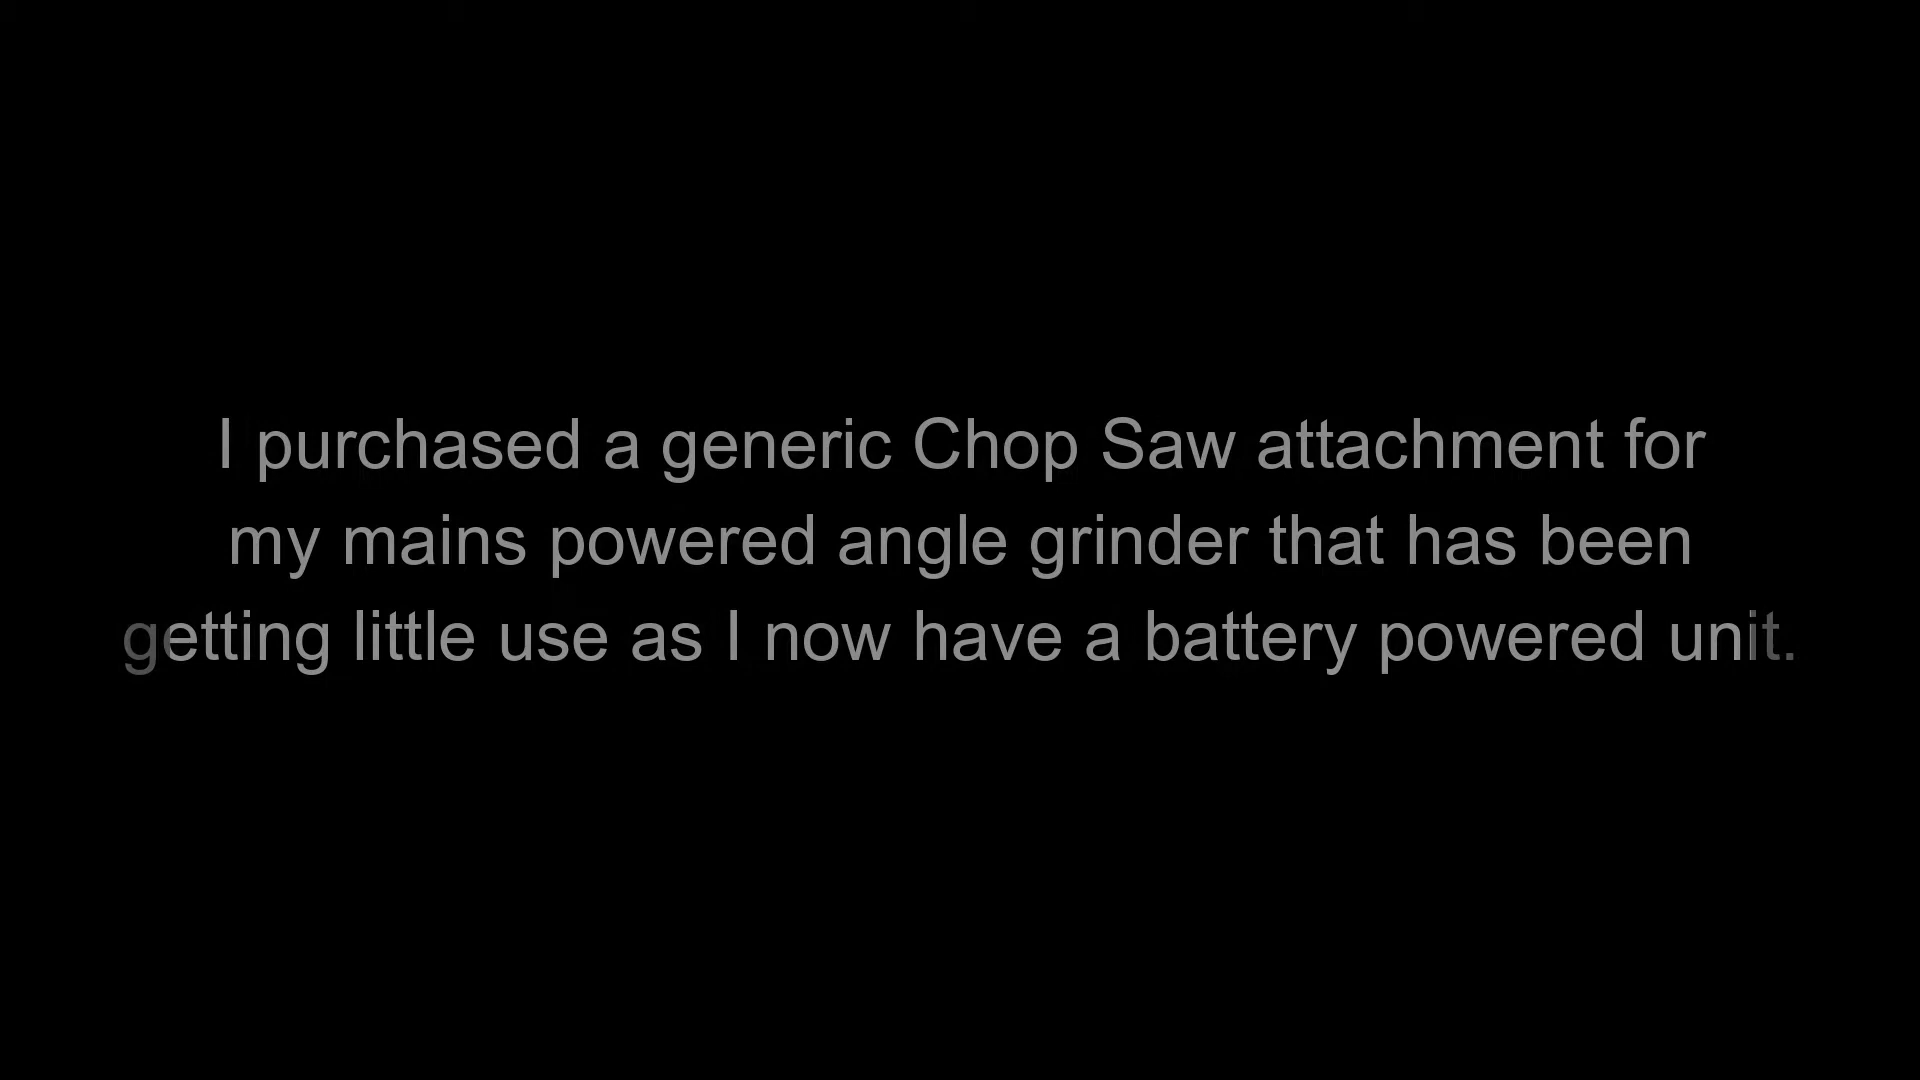 I purchased a generic Chop Saw attachment for
my mains powered angle grinder that has been
getting little use as I now have a battery powered unit.